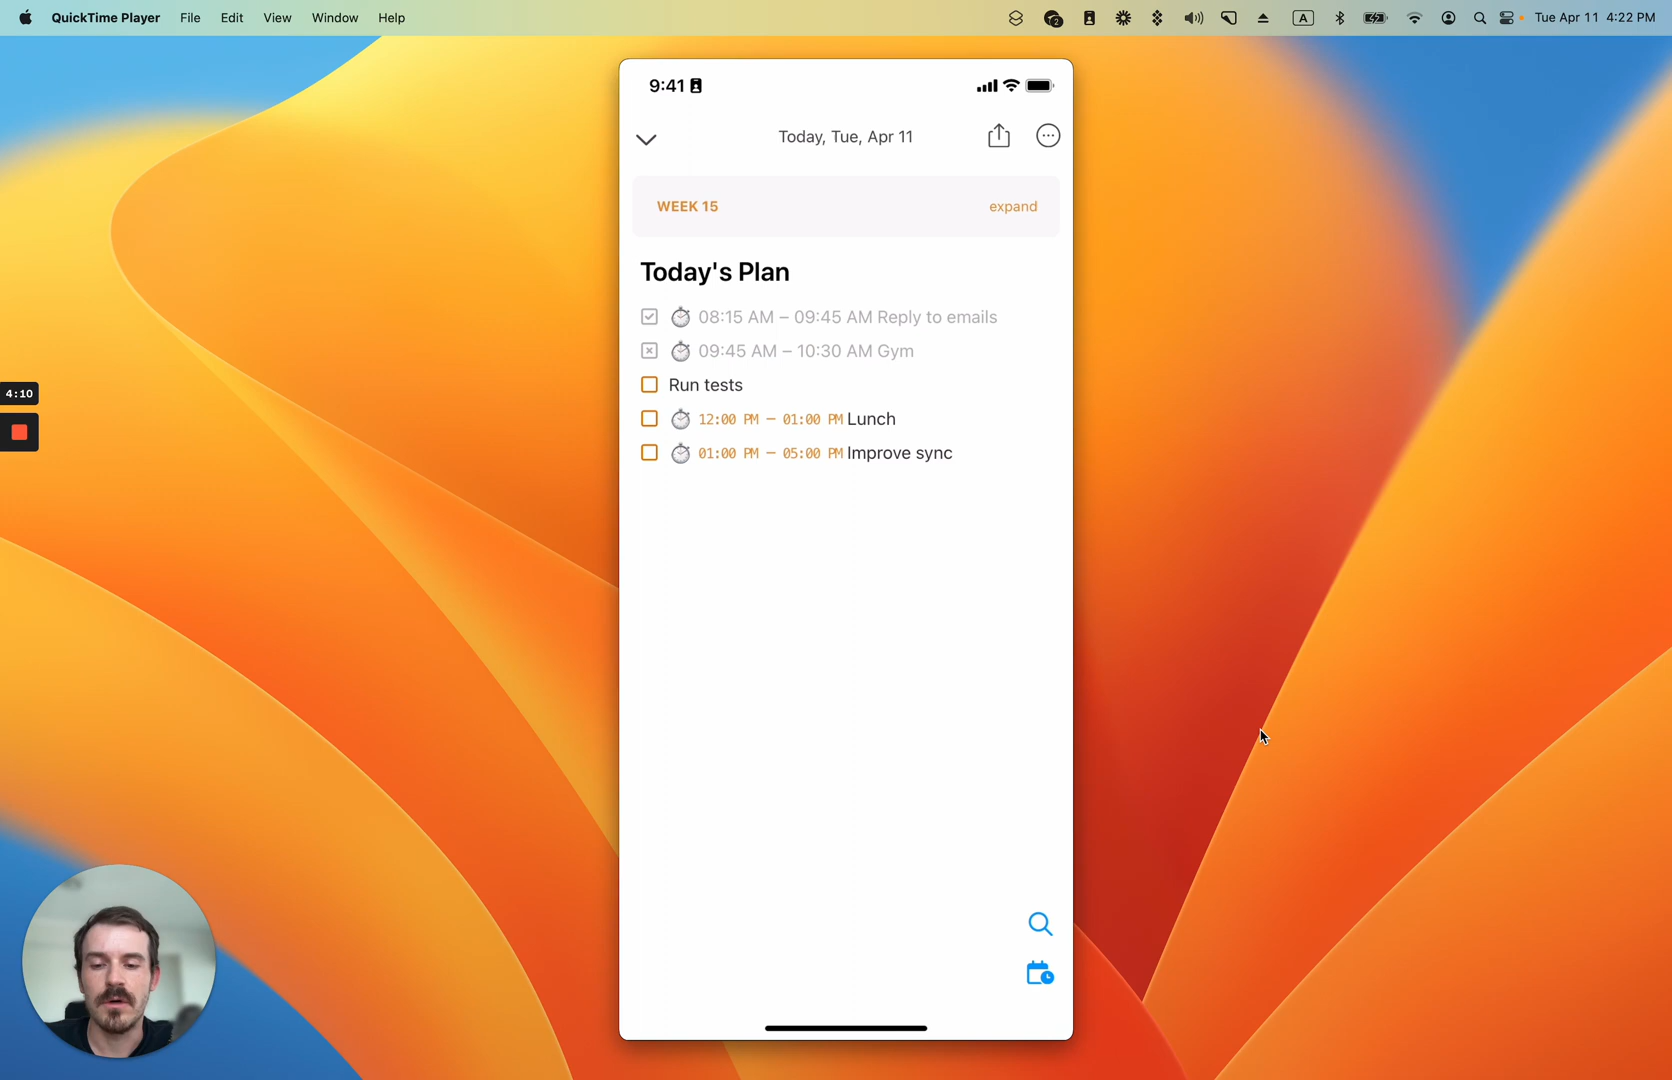 QuickTime Player File Edit View Window Help 2 A Tue Apr 11 4:22 PM
9:41
Today, Tue, Apr 11
WEEK 15 expand
Today's Plan
08:15 AM – 09:45 AM Reply to emails
09:45 AM – 10:30 AM Gym
4:10
Run tests
12:00 PM – 01:00 PM Lunch
01:00 PM – 05:00 PM Improve sync